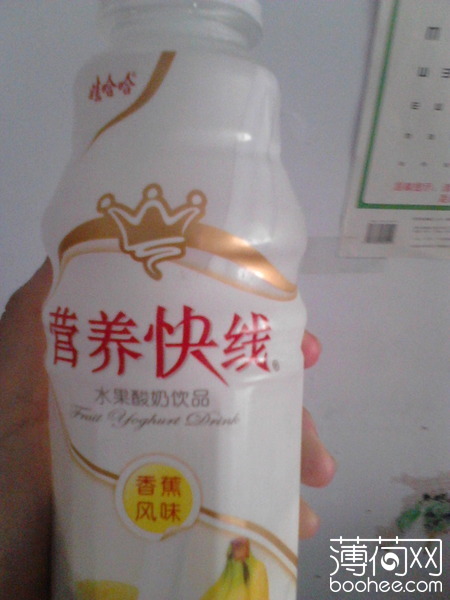 娃哈哈
营养快线
®
水果酸奶饮品
Fruit Yoghurt Drink
香蕉
风味
薄荷网
boohee.com